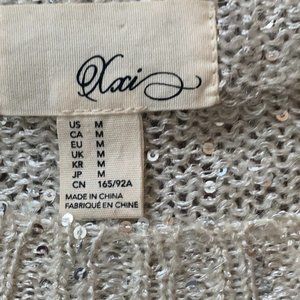 Xxi
US M
CA M
EU M
UK M
KR M
JP M
CN 165/92A
MADE IN CHINA
FABRIQUÉ EN CHINE